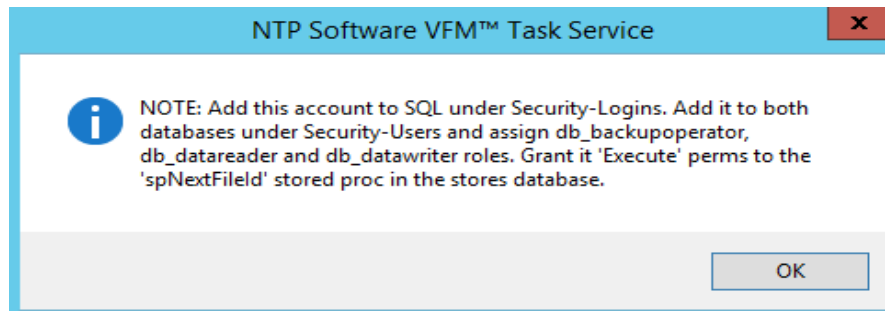 NTP Software VFM™ Task Service
x
NOTE: Add this account to SQL under Security-Logins. Add it to both
databases under Security-Users and assign db_backupoperator,
db_datareader and db_datawriter roles. Grant it 'Execute' perms to the
'spNextFileId' stored proc in the stores database.
OK